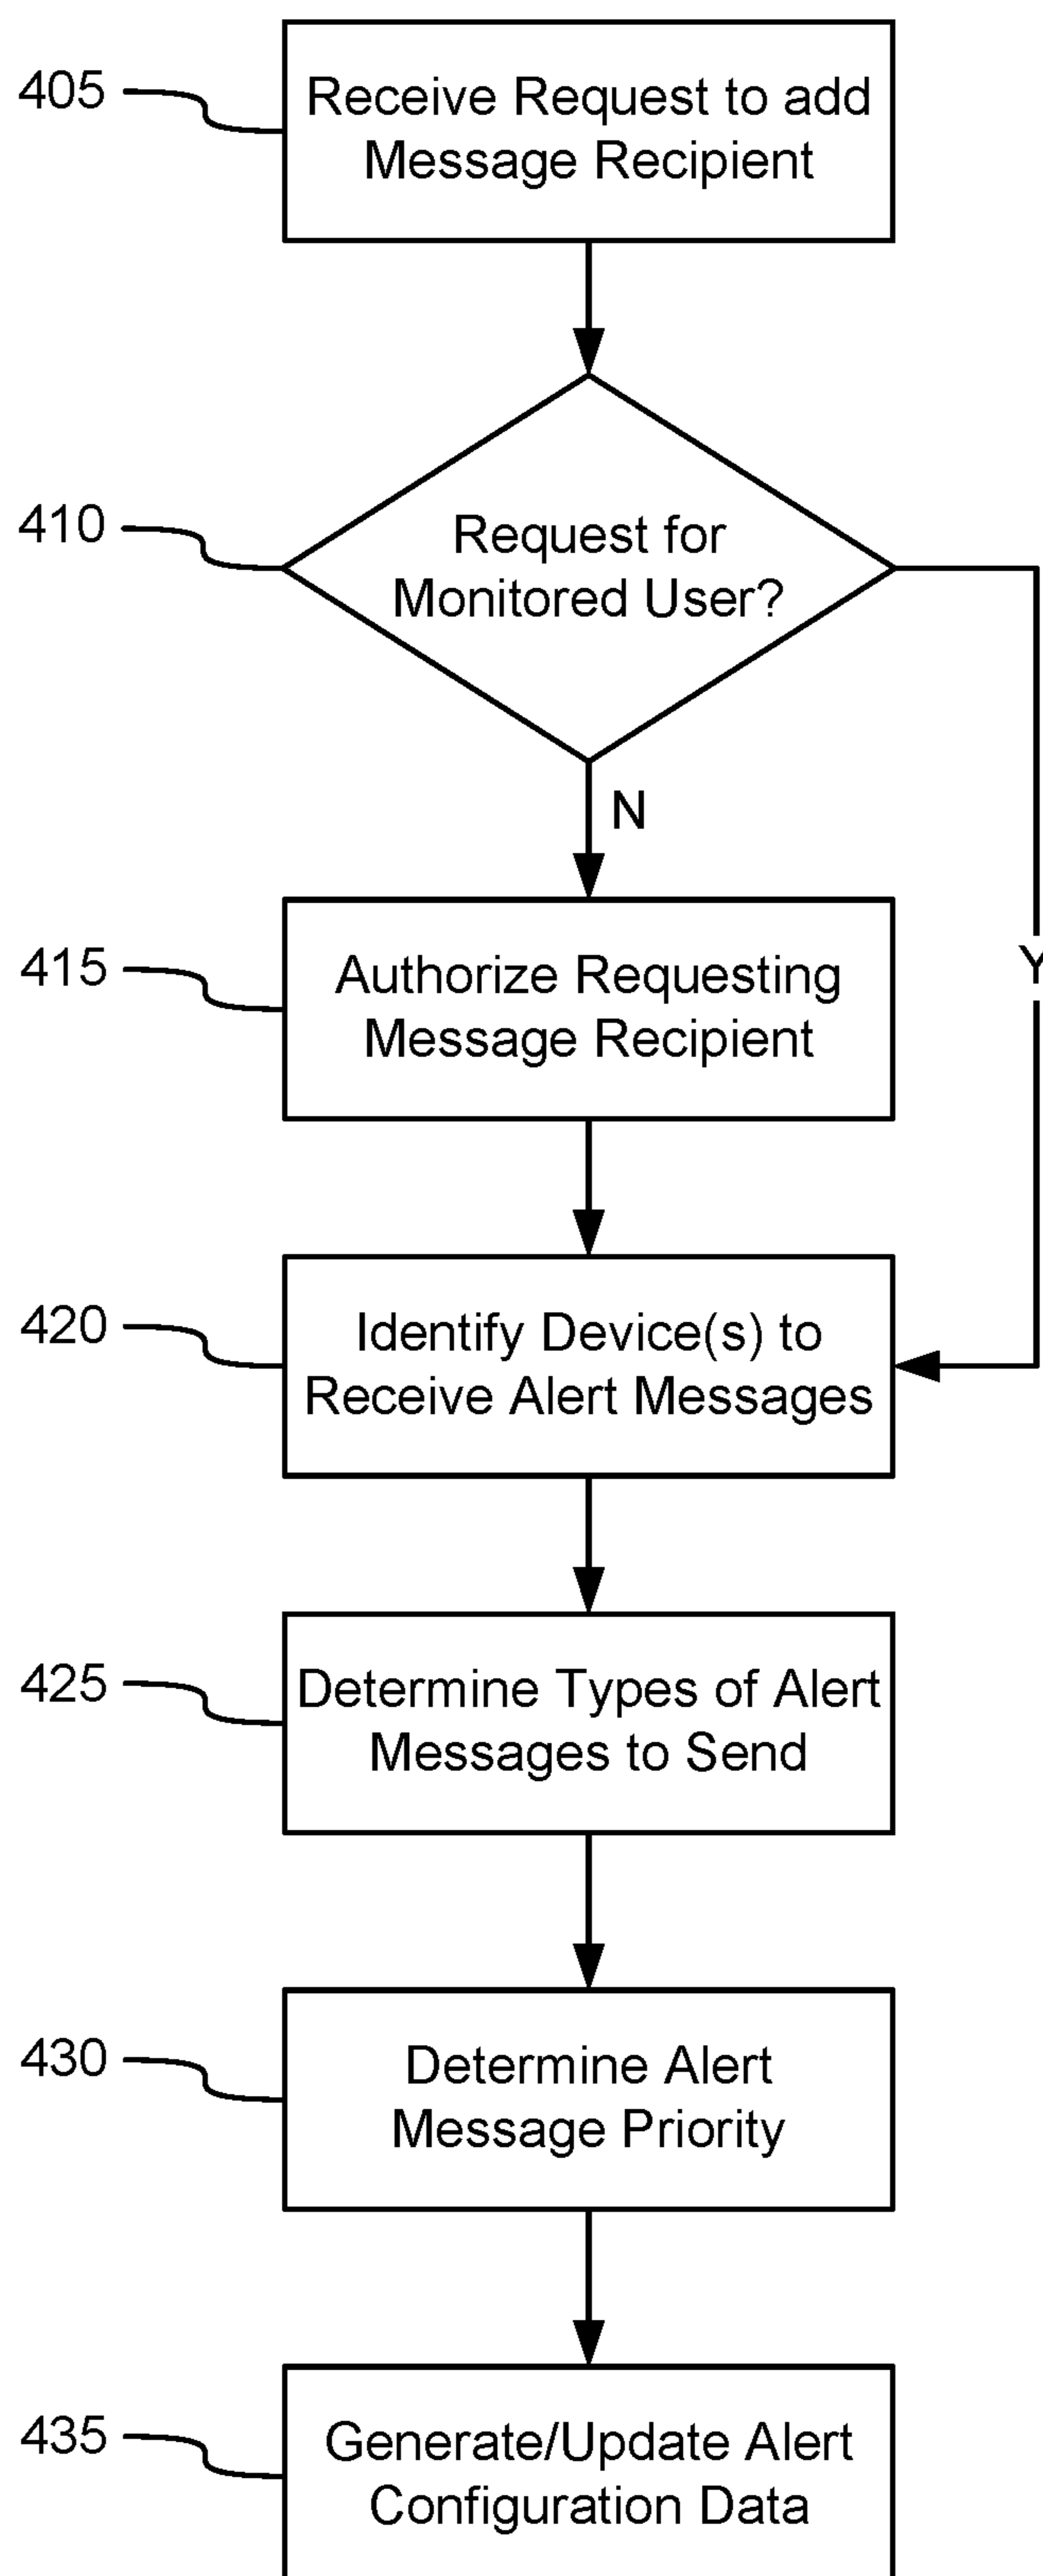 405
Receive Request to add
Message Recipient
410
Request for
Monitored User?
N
415
Authorize Requesting
Message Recipient
Y
420
Identify Device(s) to
Receive Alert Messages
425
Determine Types of Alert
Messages to Send
430
Determine Alert
Message Priority
435
Generate/Update Alert
Configuration Data